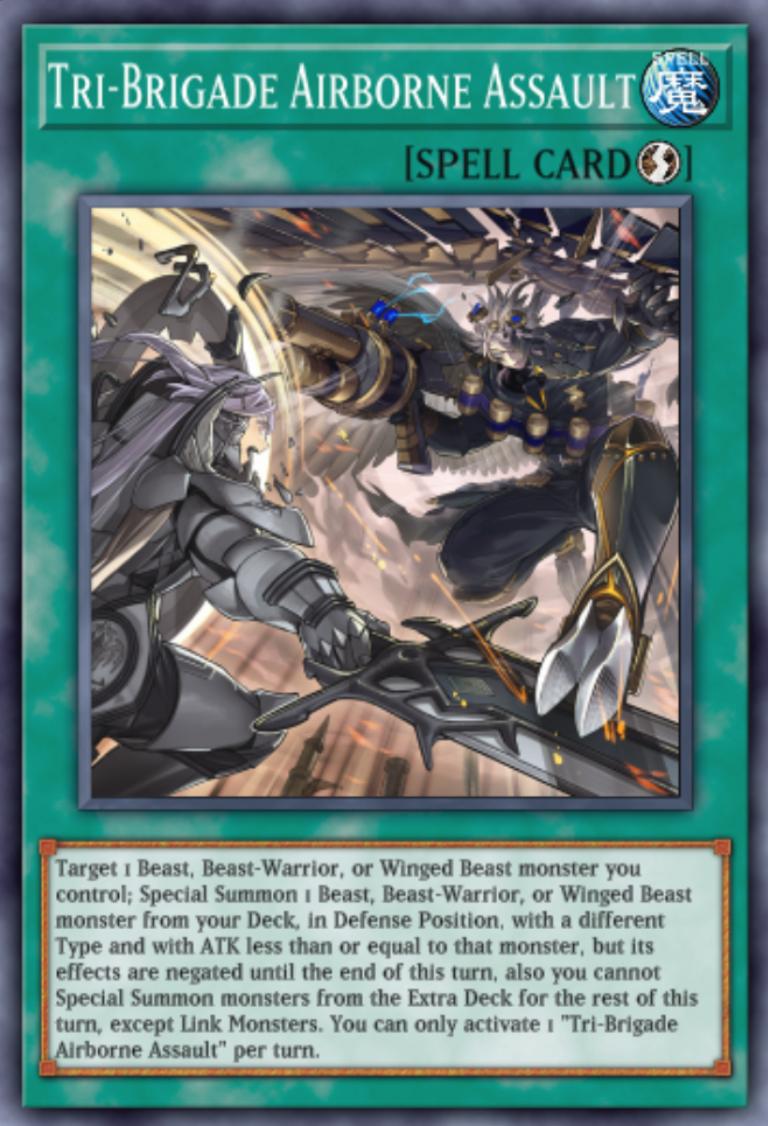 TRI-BRIGADE AIRBORNE ASSAULT
SPELL
魔
[SPELL CARD]
Target 1 Beast, Beast-Warrior, or Winged Beast monster you
control; Special Summon 1 Beast, Beast-Warrior, or Winged Beast
monster from your Deck, in Defense Position, with a different
Type and with ATK less than or equal to that monster, but its
effects are negated until the end of this turn, also you cannot
Special Summon monsters from the Extra Deck for the rest of this
turn, except Link Monsters. You can only activate 1 "Tri-Brigade
Airborne Assault" per turn.